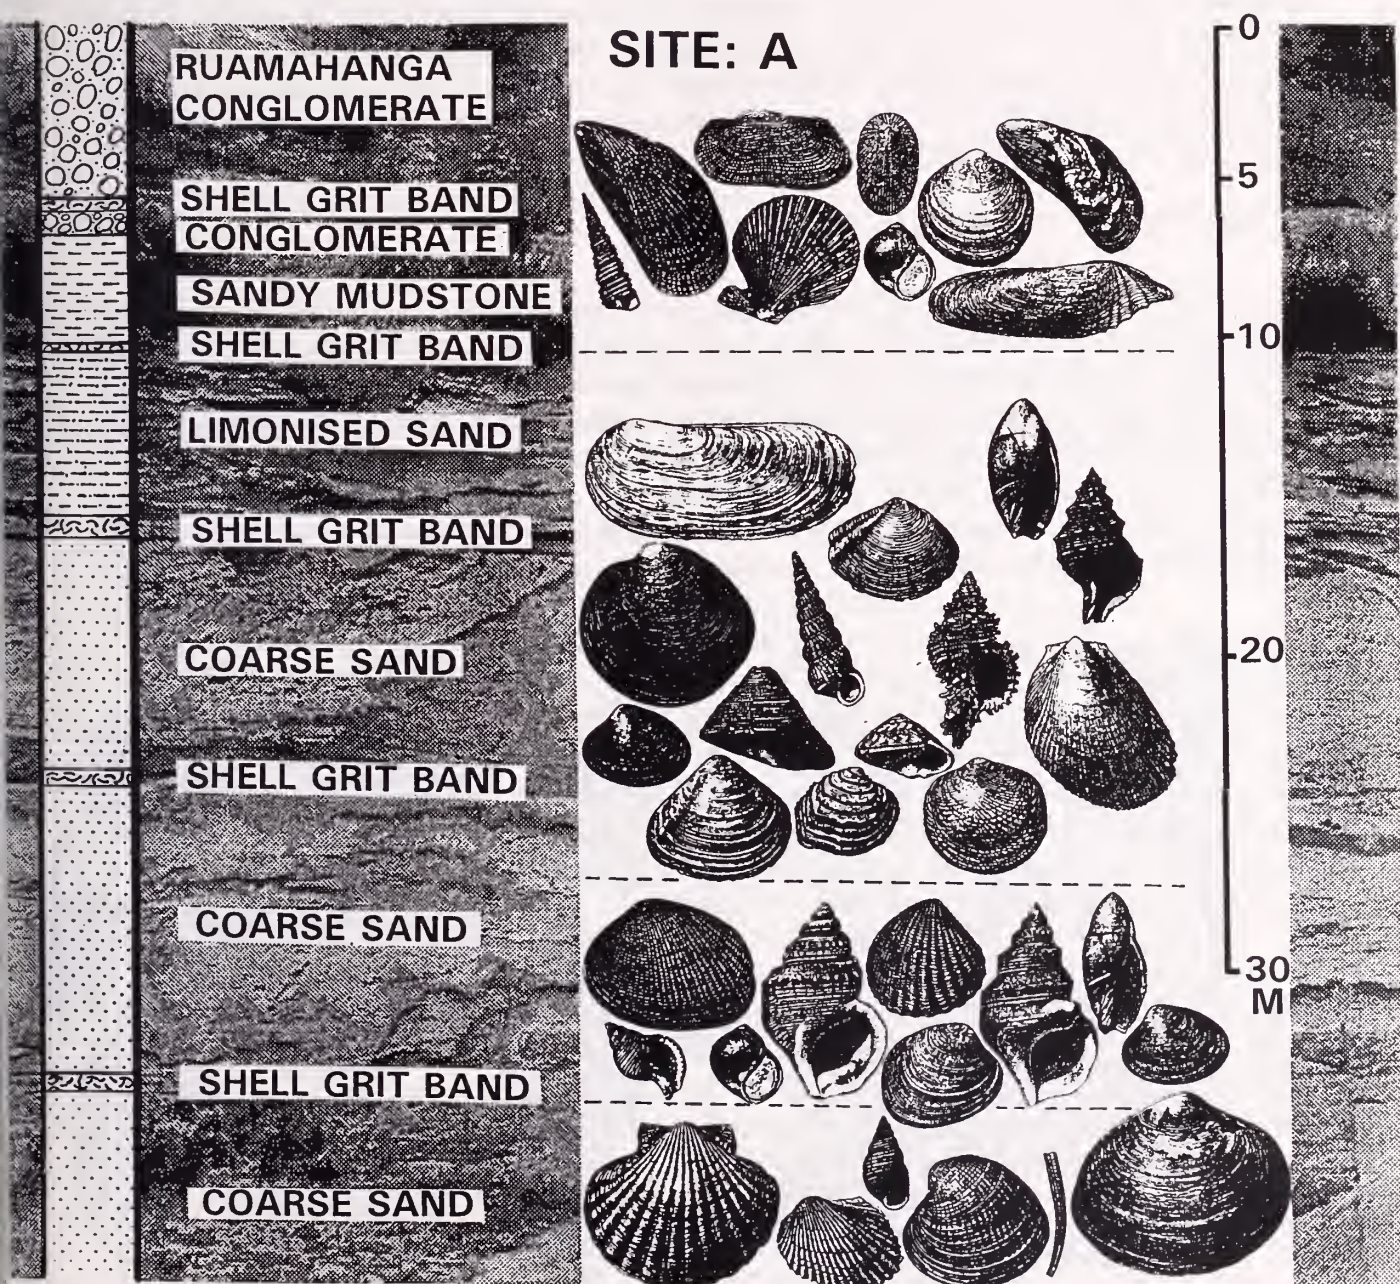 SITE: A
RUAMAHANGA
CONGLOMERATE
SHELL GRIT BAND
CONGLOMERATE
SANDY MUDSTONE
SHELL GRIT BAND
LIMONISED SAND
SHELL GRIT BAND
COARSE SAND
SHELL GRIT BAND
COARSE SAND
SHELL GRIT BAND
COARSE SAND
0
5
10
20
30
M